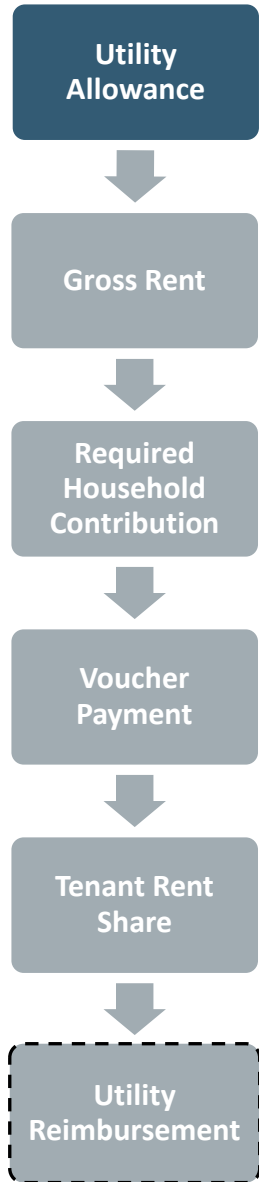 Utility
Allowance
Gross Rent
Required
Household
Contribution
Voucher
Payment
Tenant Rent
Share
Utility
Reimbursement